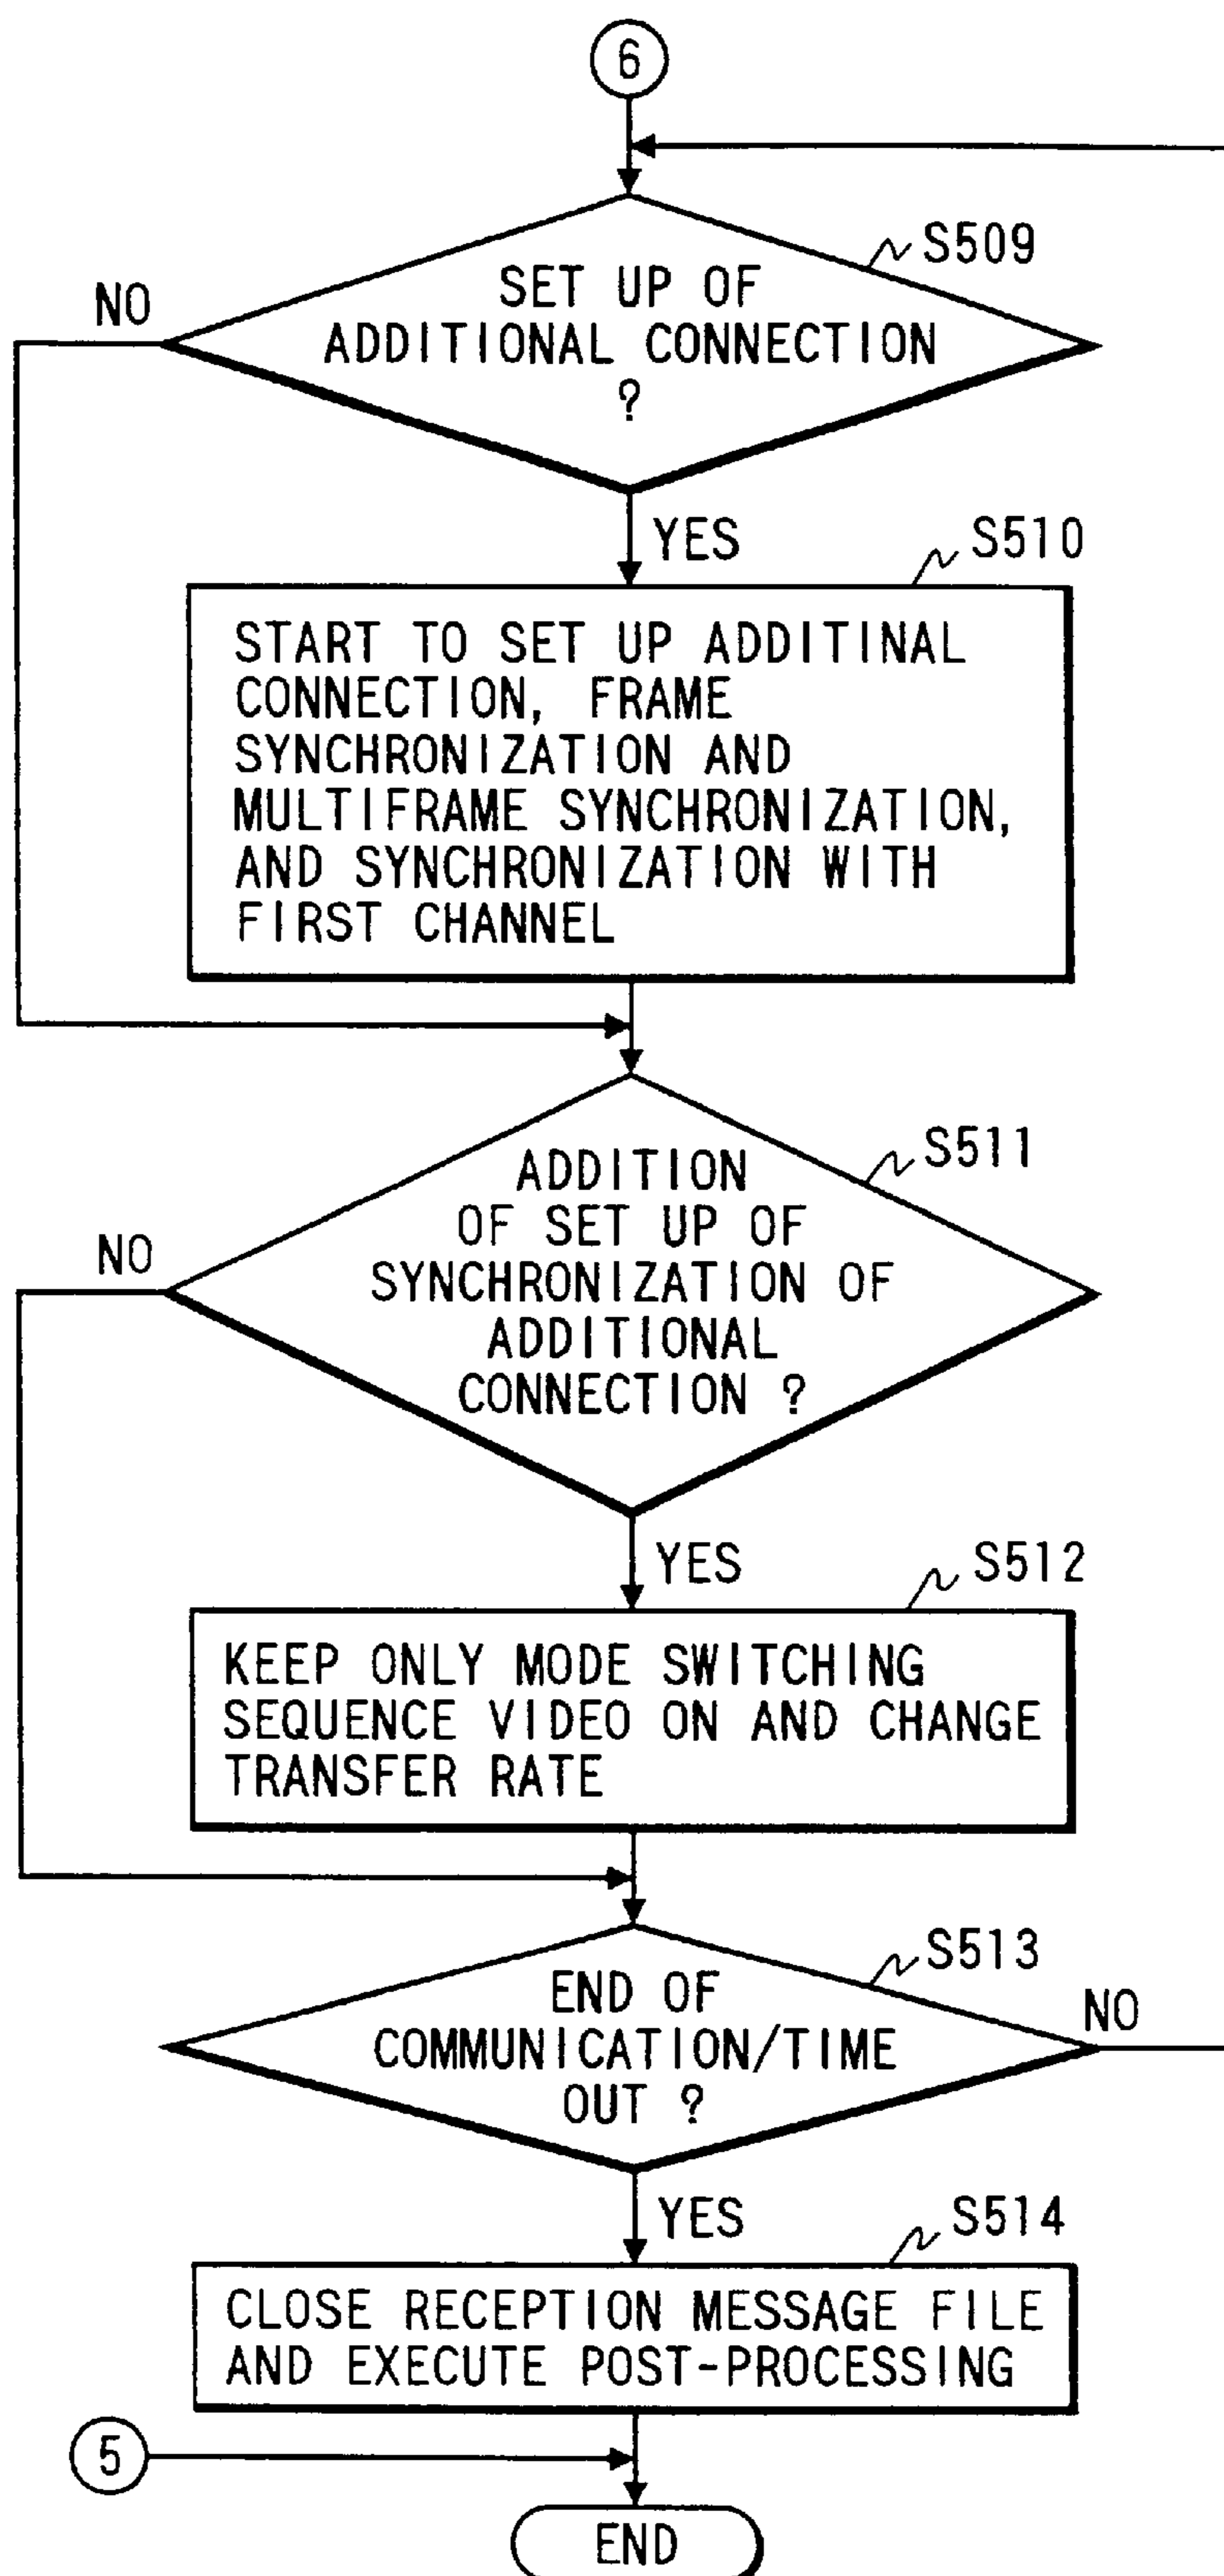 6
S509
SET UP OF
NO
ADDITIONAL CONNECTION
?
YES
S510
START TO SET UP ADDITINAL
CONNECTION, FRAME
SYNCHRONIZATION AND
MULTIFRAME SYNCHRONIZATION,
AND SYNCHRONIZATION WITH
FIRST CHANNEL
S511
ADDITION
OF SET UP OF
NO
SYNCHRONIZATION OF
ADDITIONAL
CONNECTION ?
YES
S512
KEEP ONLY MODE SWITCHING
SEQUENCE VIDEO ON AND CHANGE
TRANSFER RATE
S513
END OF
NO
COMMUNICATION/TIME
OUT ?
YES
S514
CLOSE RECEPTION MESSAGE FILE
AND EXECUTE POST-PROCESSING
5
END